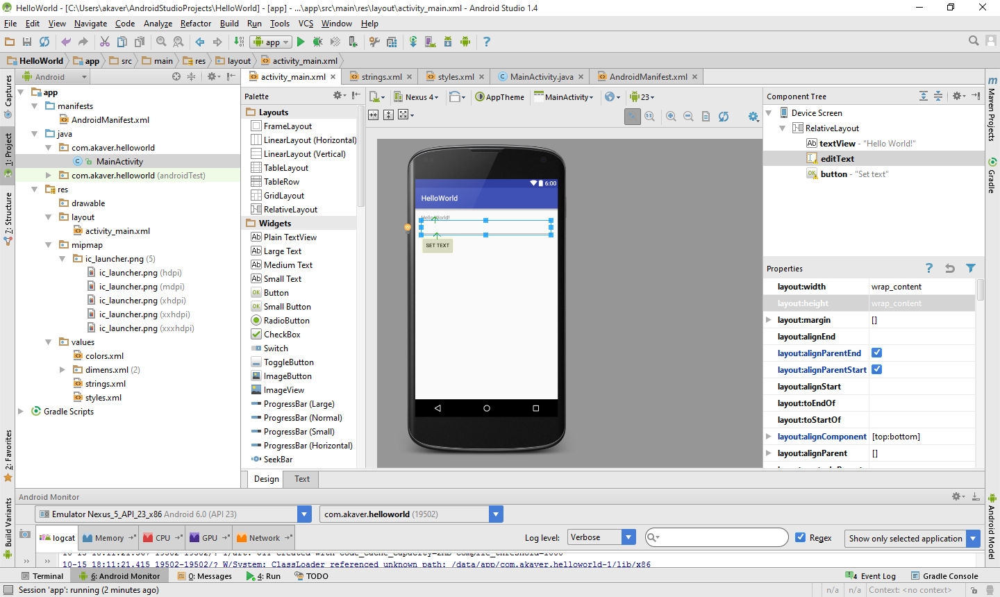 HelloWorld - [C:\Users\akaver\AndroidStudioProjects\HelloWorld] - [app] - ...\app\src\main\res\layout\activity_main.xml - Android Studio 1.4
File Edit View Navigate Code Analyze Refactor Build Run Tools VCS Window Help
app
HelloWorld app src main res layout activity_main.xml
Captures
1: Project
7: Structure
2: Favorites
Build Variants
Android
app
manifests
AndroidManifest.xml
java
com.akaver.helloworld
MainActivity
com.akaver.helloworld (androidTest)
res
drawable
layout
activity_main.xml
mipmap
ic_launcher.png (5)
ic_launcher.png (hdpi)
ic_launcher.png (mdpi)
ic_launcher.png (xhdpi)
ic_launcher.png (xxhdpi)
ic_launcher.png (xxxhdpi)
values
colors.xml
dimens.xml (2)
strings.xml
styles.xml
Gradle Scripts
activity_main.xml strings.xml styles.xml MainActivity.java AndroidManifest.xml
Palette
Layouts
FrameLayout
LinearLayout (Horizontal)
LinearLayout (Vertical)
TableLayout
TableRow
GridLayout
RelativeLayout
Widgets
Ab Plain TextView
Ab Large Text
Ab Medium Text
Ab Small Text
OK Button
OK Small Button
RadioButton
CheckBox
Switch
ToggleButton
ImageButton
ImageView
ProgressBar (Large)
ProgressBar (Normal)
ProgressBar (Small)
ProgressBar (Horizontal)
SeekBar
Nexus 4 AppTheme MainActivity 23
1:1
6:00
HelloWorld
Hello World!
SET TEXT
Design Text
Component Tree
Device Screen
RelativeLayout
Ab textView - "Hello World!"
editText
OK button - "Set text"
Properties
layout:width wrap_content
layout:height wrap_content
layout:margin []
layout:alignEnd
layout:alignParentEnd
layout:alignParentStart
layout:alignStart
layout:toEndOf
layout:toStartOf
layout:alignComponent [top:bottom]
layout:alignParent []
Maven Projects
Gradle
Android Model
Android Monitor
Emulator Nexus_5_API_23_x86 Android 6.0 (API 23) com.akaver.helloworld (19502)
logcat Memory CPU GPU Network Log level: Verbose Regex Show only selected application
10-15 18:11:21.415 19502-19502/? W/System: ClassLoader referenced unknown path: /data/app/com.akaver.helloworld-1/lib/x86
Terminal 6: Android Monitor 0: Messages 4: Run TODO 4 Event Log Gradle Console
Session 'app': running (2 minutes ago) n/a n/a Context: <no context>